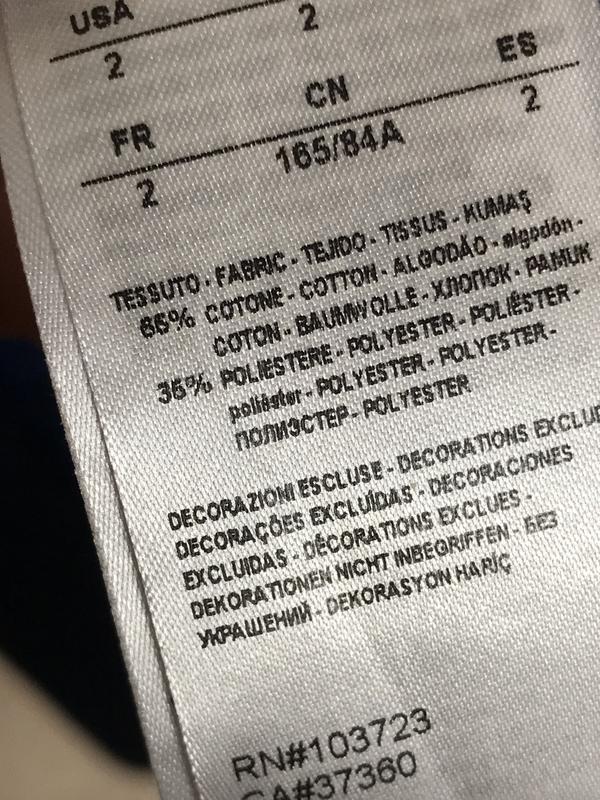 USA
2
2
FR CN ES
2 165/84A 2
TESSUTO - FABRIC - TEJIDO - TISSUS - KUMAŞ
65% COTONE - COTTON - ALGODÃO - algodón -
COTON - BAUMWOLLE - ХЛОПОК - PAMUK
35% POLIESTERE - POLYESTER - POLIÉSTER -
poliéster - POLYESTER - POLYESTER -
ПОЛИЭСТЕР - POLYESTER
DECORAZIONI ESCLUSE - DECORATIONS EXCLUD
DECORAÇÕES EXCLUÍDAS - DECORACIONES
EXCLUIDAS - DÉCORATIONS EXCLUES -
DEKORATIONEN NICHT INBEGRIFFEN - БЕЗ
УКРАШЕНИЙ - DEKORASYON HARİÇ
RN#103723
CA#37360